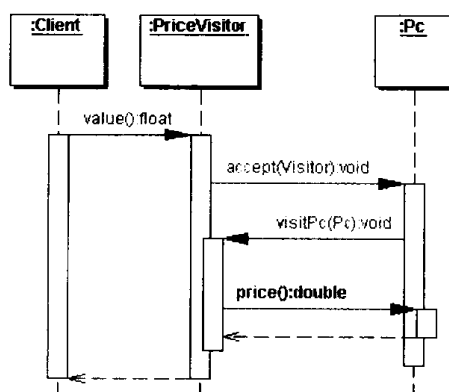 :Client
:PriceVisitor
:Pc
value():float
accept(Visitor):void
visitPc(Pc):void
price():double